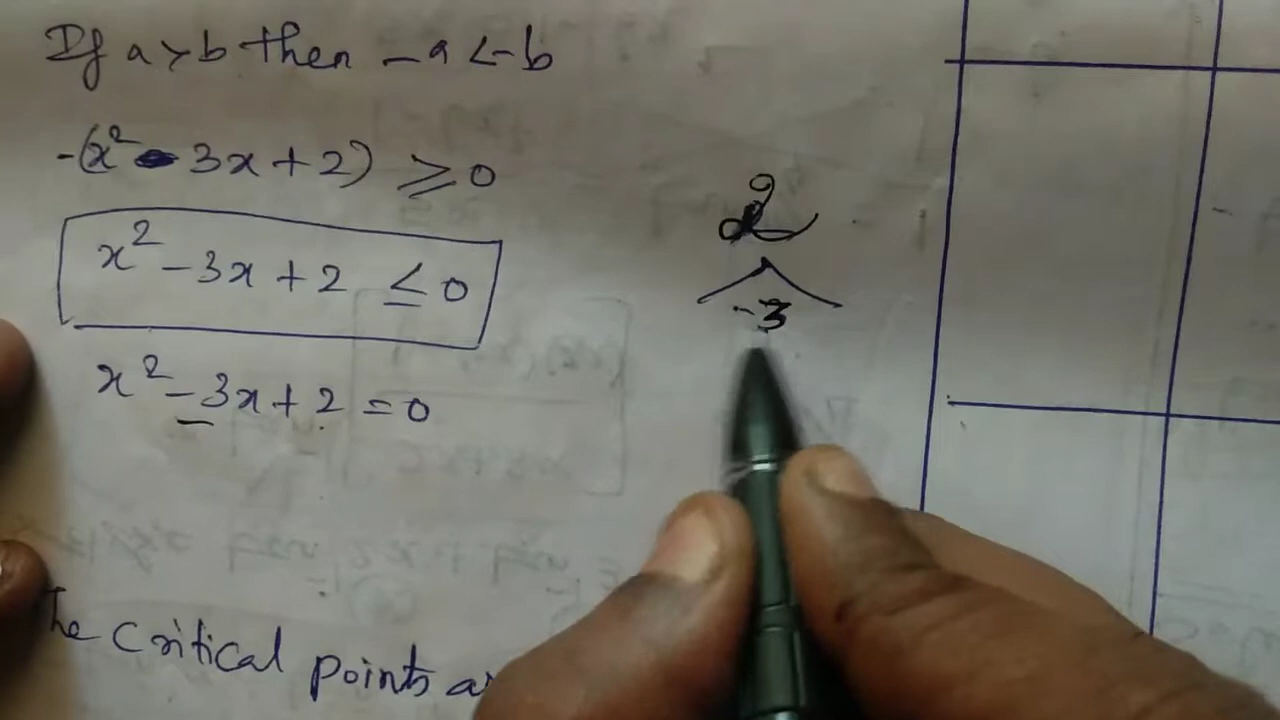 If a > b then -a < -b
-(x² - 3x + 2) ≥ 0
x² - 3x + 2 ≤ 0
x² - 3x + 2 = 0
2
-3
The Critical points